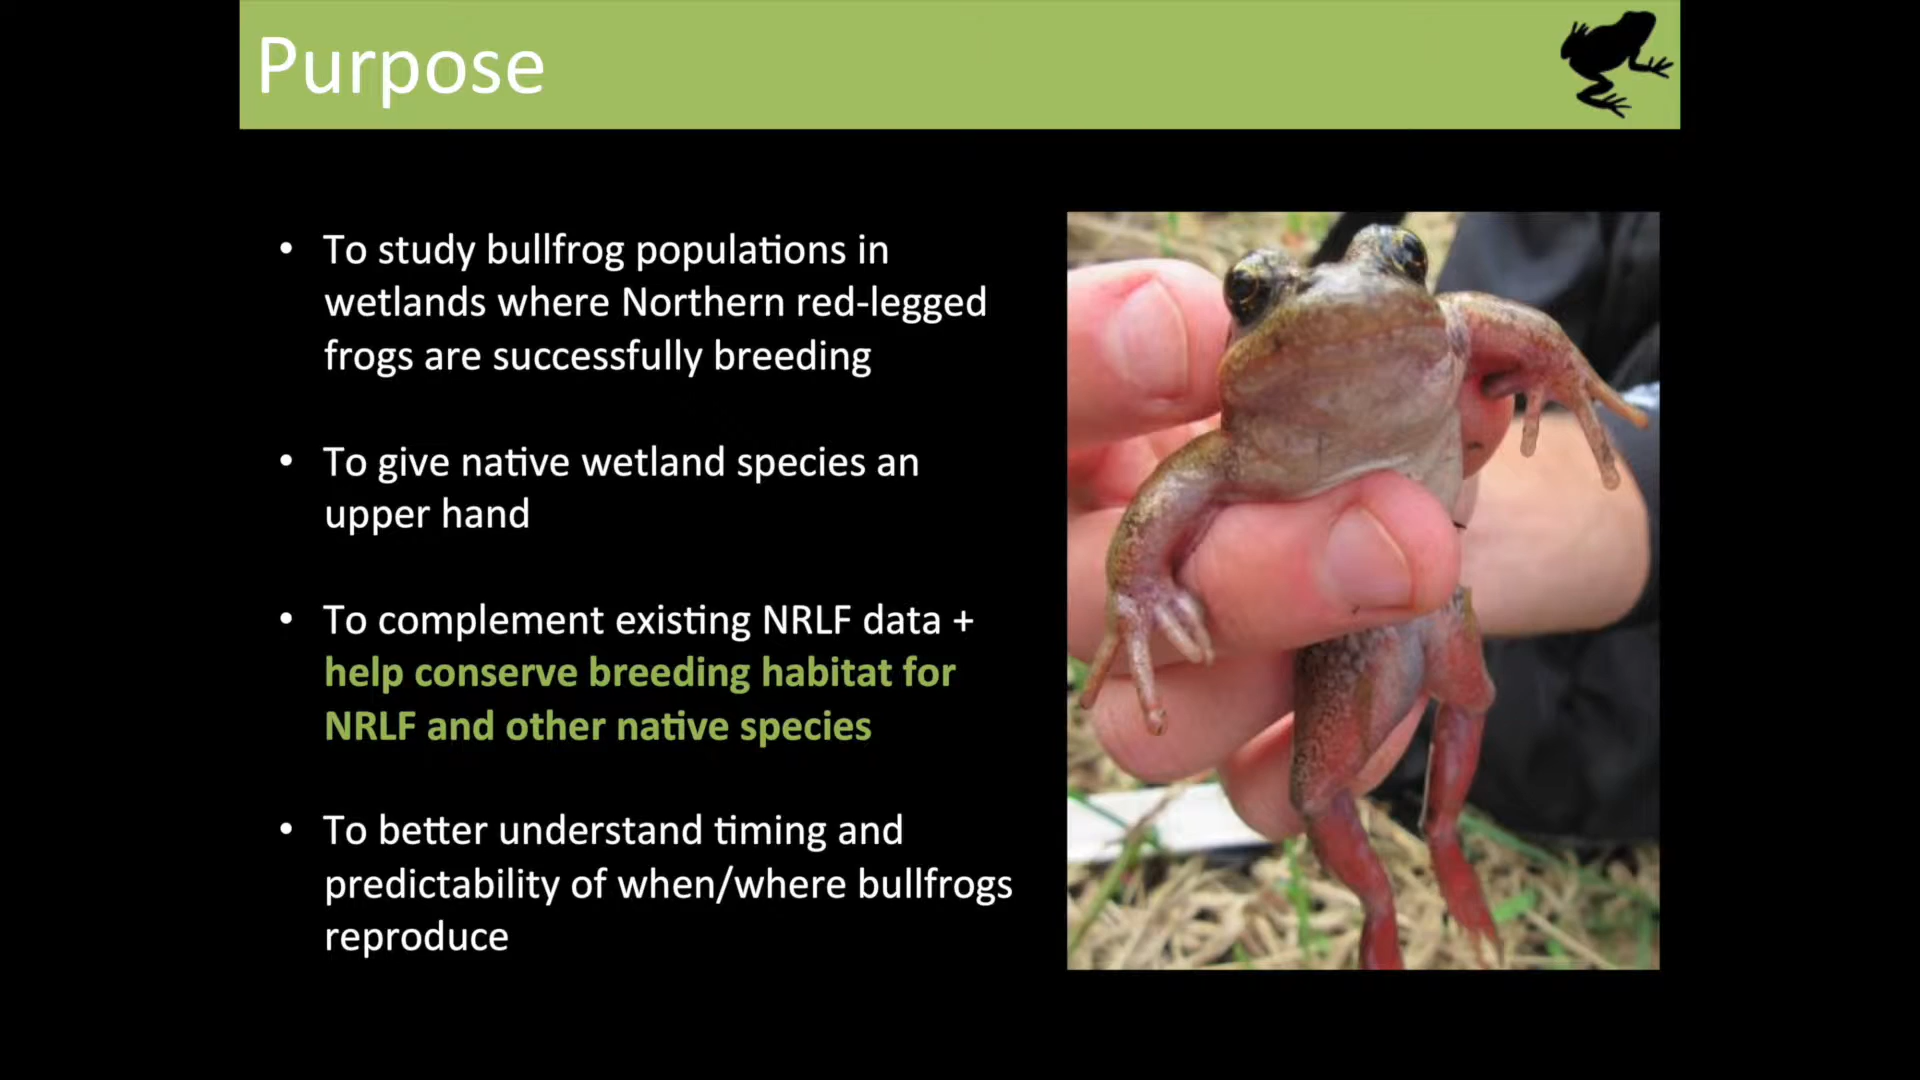 Purpose
• To study bullfrog populations in
wetlands where Northern red-legged
frogs are successfully breeding
• To give native wetland species an
upper hand
• To complement existing NRLF data +
help conserve breeding habitat for
NRLF and other native species
• To better understand timing and
predictability of when/where bullfrogs
reproduce